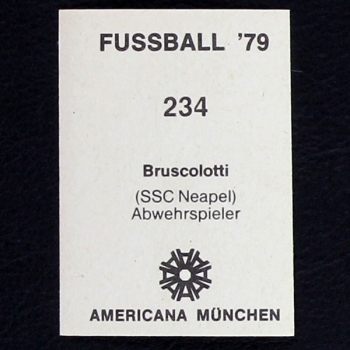 FUSSBALL '79
234
Bruscolotti
(SSC Neapel)
Abwehrspieler
AMERICANA MÜNCHEN